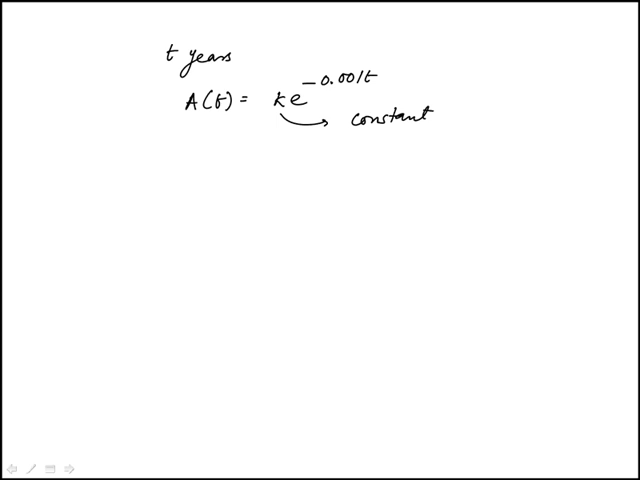 t years
A(t) = ke^-0.001t
constant